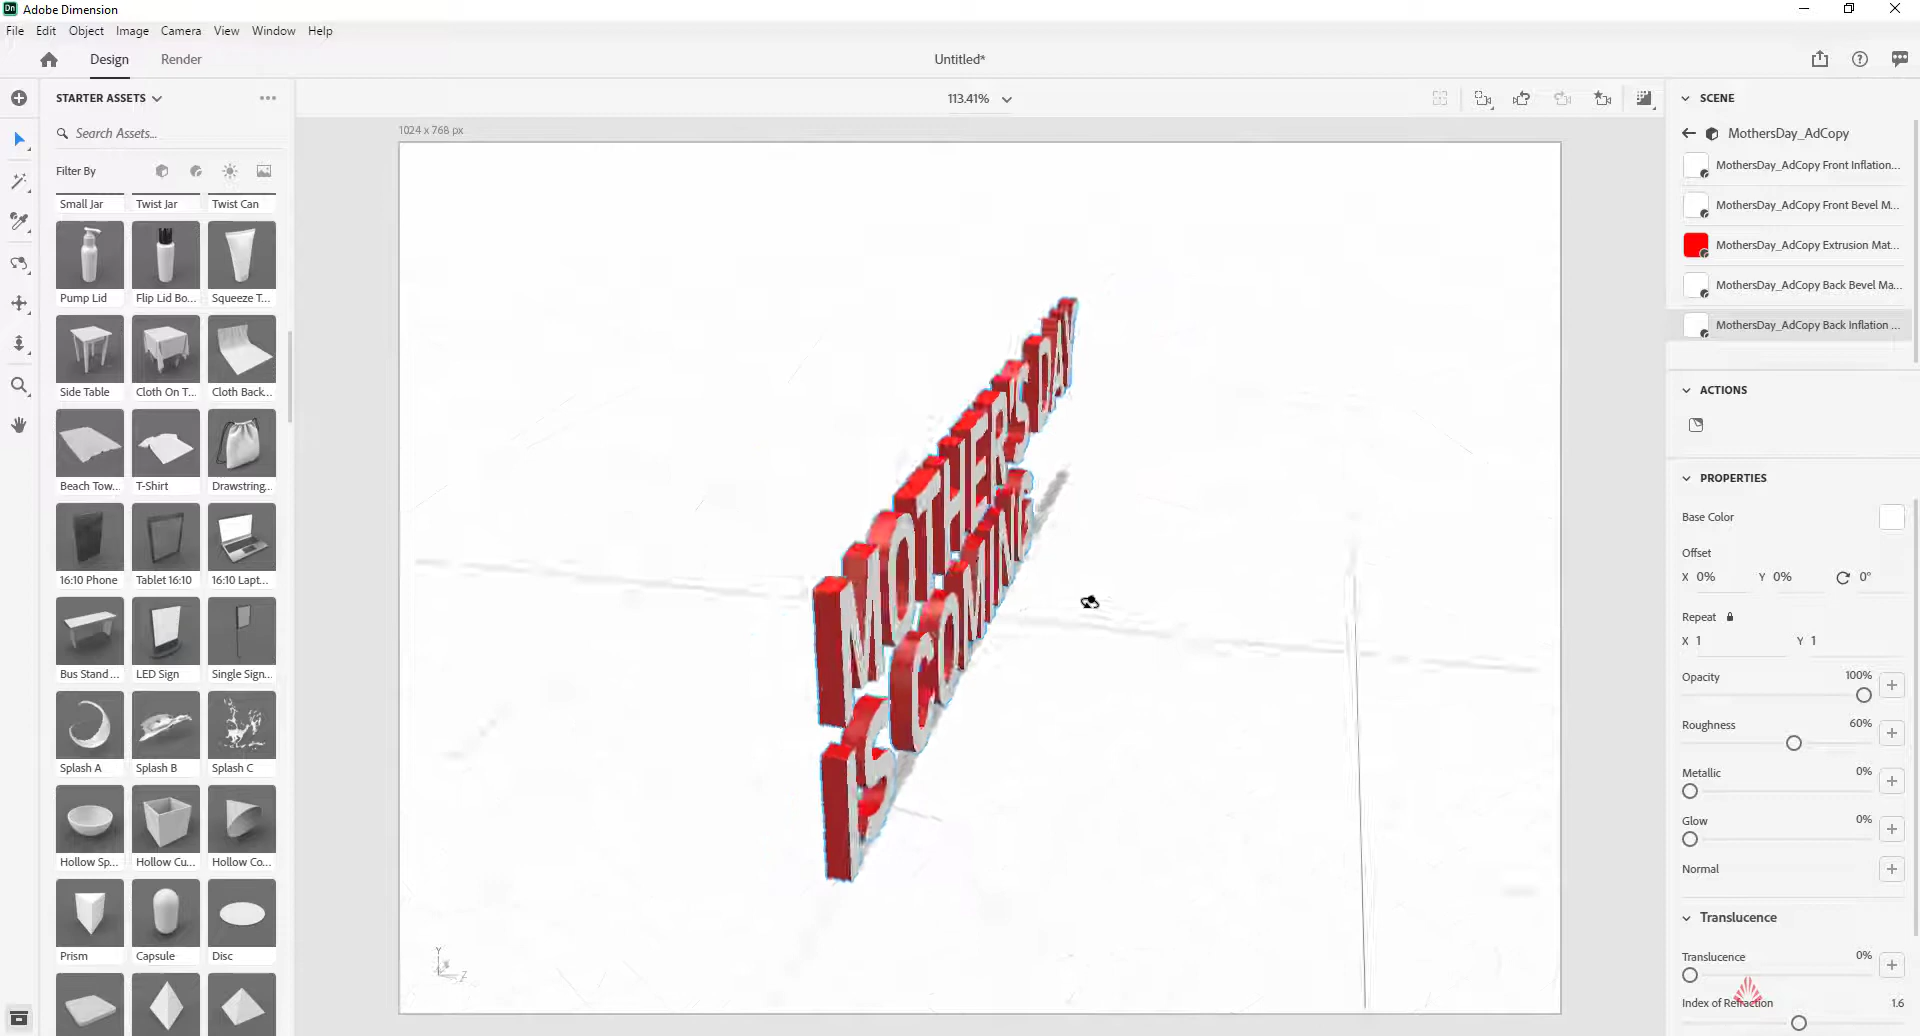 Dn Adobe Dimension
File Edit Object Image Camera View Window Help
Design Render Untitled*
STARTER ASSETS
113.41%
SCENE
Search Assets...
1024 x 768 px
MothersDay_AdCopy
Filter By
MothersDay_AdCopy Front Inflation...
Small Jar Twist Jar Twist Can
MothersDay_AdCopy Front Bevel M...
MothersDay_AdCopy Extrusion Mat...
MothersDay_AdCopy Back Bevel Ma...
MothersDay_AdCopy Back Inflation ...
Pump Lid Flip Lid Bo... Squeeze T...
Side Table Cloth On T... Cloth Back...
Beach Tow... T-Shirt Drawstring...
16:10 Phone Tablet 16:10 16:10 Lapt...
Bus Stand ... LED Sign Single Sign...
Splash A Splash B Splash C
Hollow Sp... Hollow Cu... Hollow Co...
Prism Capsule Disc
MOTHER'S DAY
IS COMING
Y
Z
ACTIONS
PROPERTIES
Base Color
Offset
X 0% Y 0% 0°
Repeat
X 1 Y 1
Opacity 100%
Roughness 60%
Metallic 0%
Glow 0%
Normal
Translucence
Translucence 0%
Index of Refraction 1.6